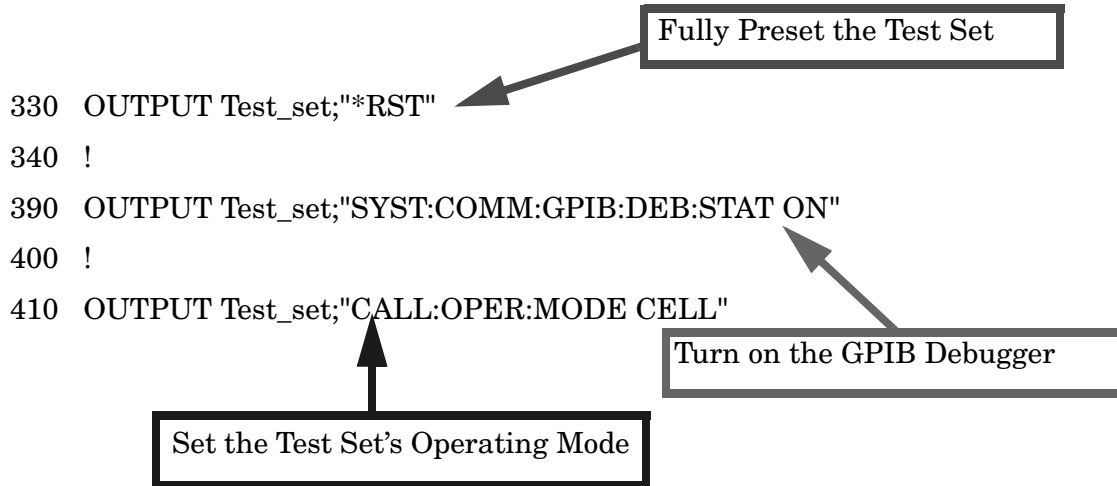 Fully Preset the Test Set
330 OUTPUT Test_set;"*RST"
340 !
390 OUTPUT Test_set;"SYST:COMM:GPIB:DEB:STAT ON"
400 !
410 OUTPUT Test_set;"CALL:OPER:MODE CELL"
Turn on the GPIB Debugger
Set the Test Set's Operating Mode